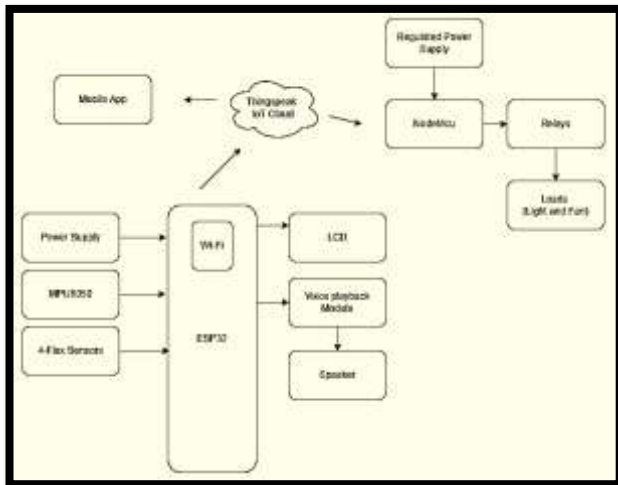 Regulated Power
Supply
Mobile App
Thingspeak
IoT Cloud
NodeMcu
Relays
Loads
(Light and Fan)
Power Supply
Wi-Fi
LCD
MPU6050
Voice playback
Module
ESP32
4-Flex Sensors
Speaker